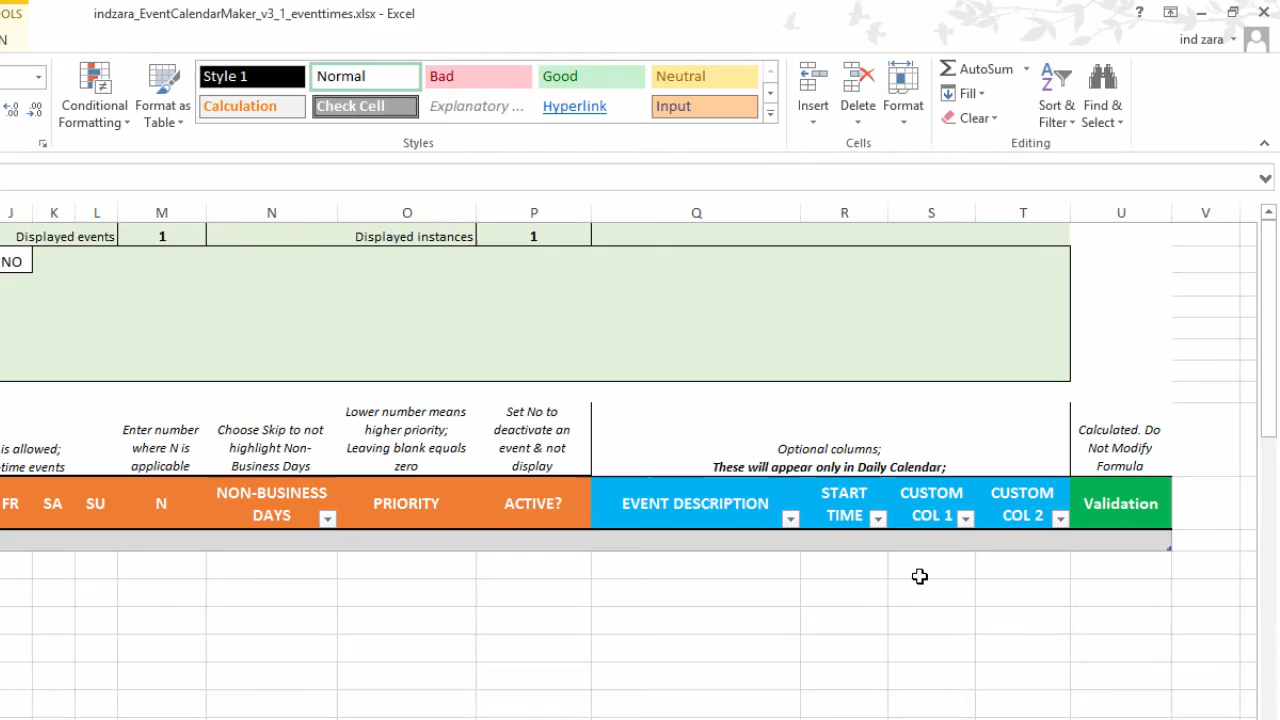 OLS
indzara_EventCalendarMaker_v3_1_eventtimes.xlsx - Excel
?
N
ind zara
Style 1
Normal
Bad
Good
Neutral
Calculation
Check Cell
Explanatory ...
Hyperlink
Input
Conditional
Formatting
Format as
Table
Insert
Delete
Format
AutoSum
Fill
Clear
Sort &
Filter
Find &
Select
Styles
Cells
Editing
J K L M N O P Q R S T U V
Displayed events 1 Displayed instances 1
NO
is allowed;
-time events
Enter number
where N is
applicable
Choose Skip to not
highlight Non-
Business Days
Lower number means
higher priority;
Leaving blank equals
zero
Set No to
deactivate an
event & not
display
Optional columns;
These will appear only in Daily Calendar;
Calculated. Do
Not Modify
Formula
FR
SA
SU
N
NON-BUSINESS
DAYS
PRIORITY
ACTIVE?
EVENT DESCRIPTION
START
TIME
CUSTOM
COL 1
CUSTOM
COL 2
Validation